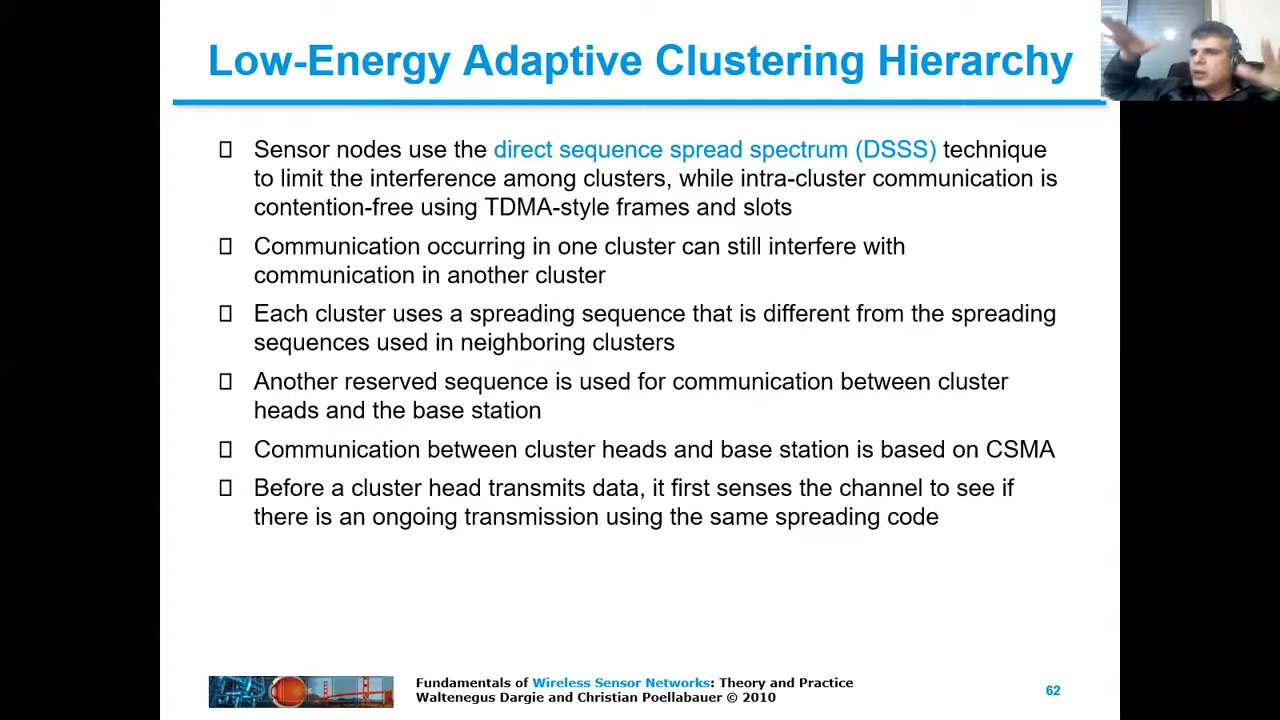 Low-Energy Adaptive Clustering Hierarchy
Sensor nodes use the direct sequence spread spectrum (DSSS) technique
to limit the interference among clusters, while intra-cluster communication is
contention-free using TDMA-style frames and slots
Communication occurring in one cluster can still interfere with
communication in another cluster
Each cluster uses a spreading sequence that is different from the spreading
sequences used in neighboring clusters
Another reserved sequence is used for communication between cluster
heads and the base station
Communication between cluster heads and base station is based on CSMA
Before a cluster head transmits data, it first senses the channel to see if
there is an ongoing transmission using the same spreading code
Fundamentals of Wireless Sensor Networks: Theory and Practice
Waltenegus Dargie and Christian Poellabauer © 2010
62